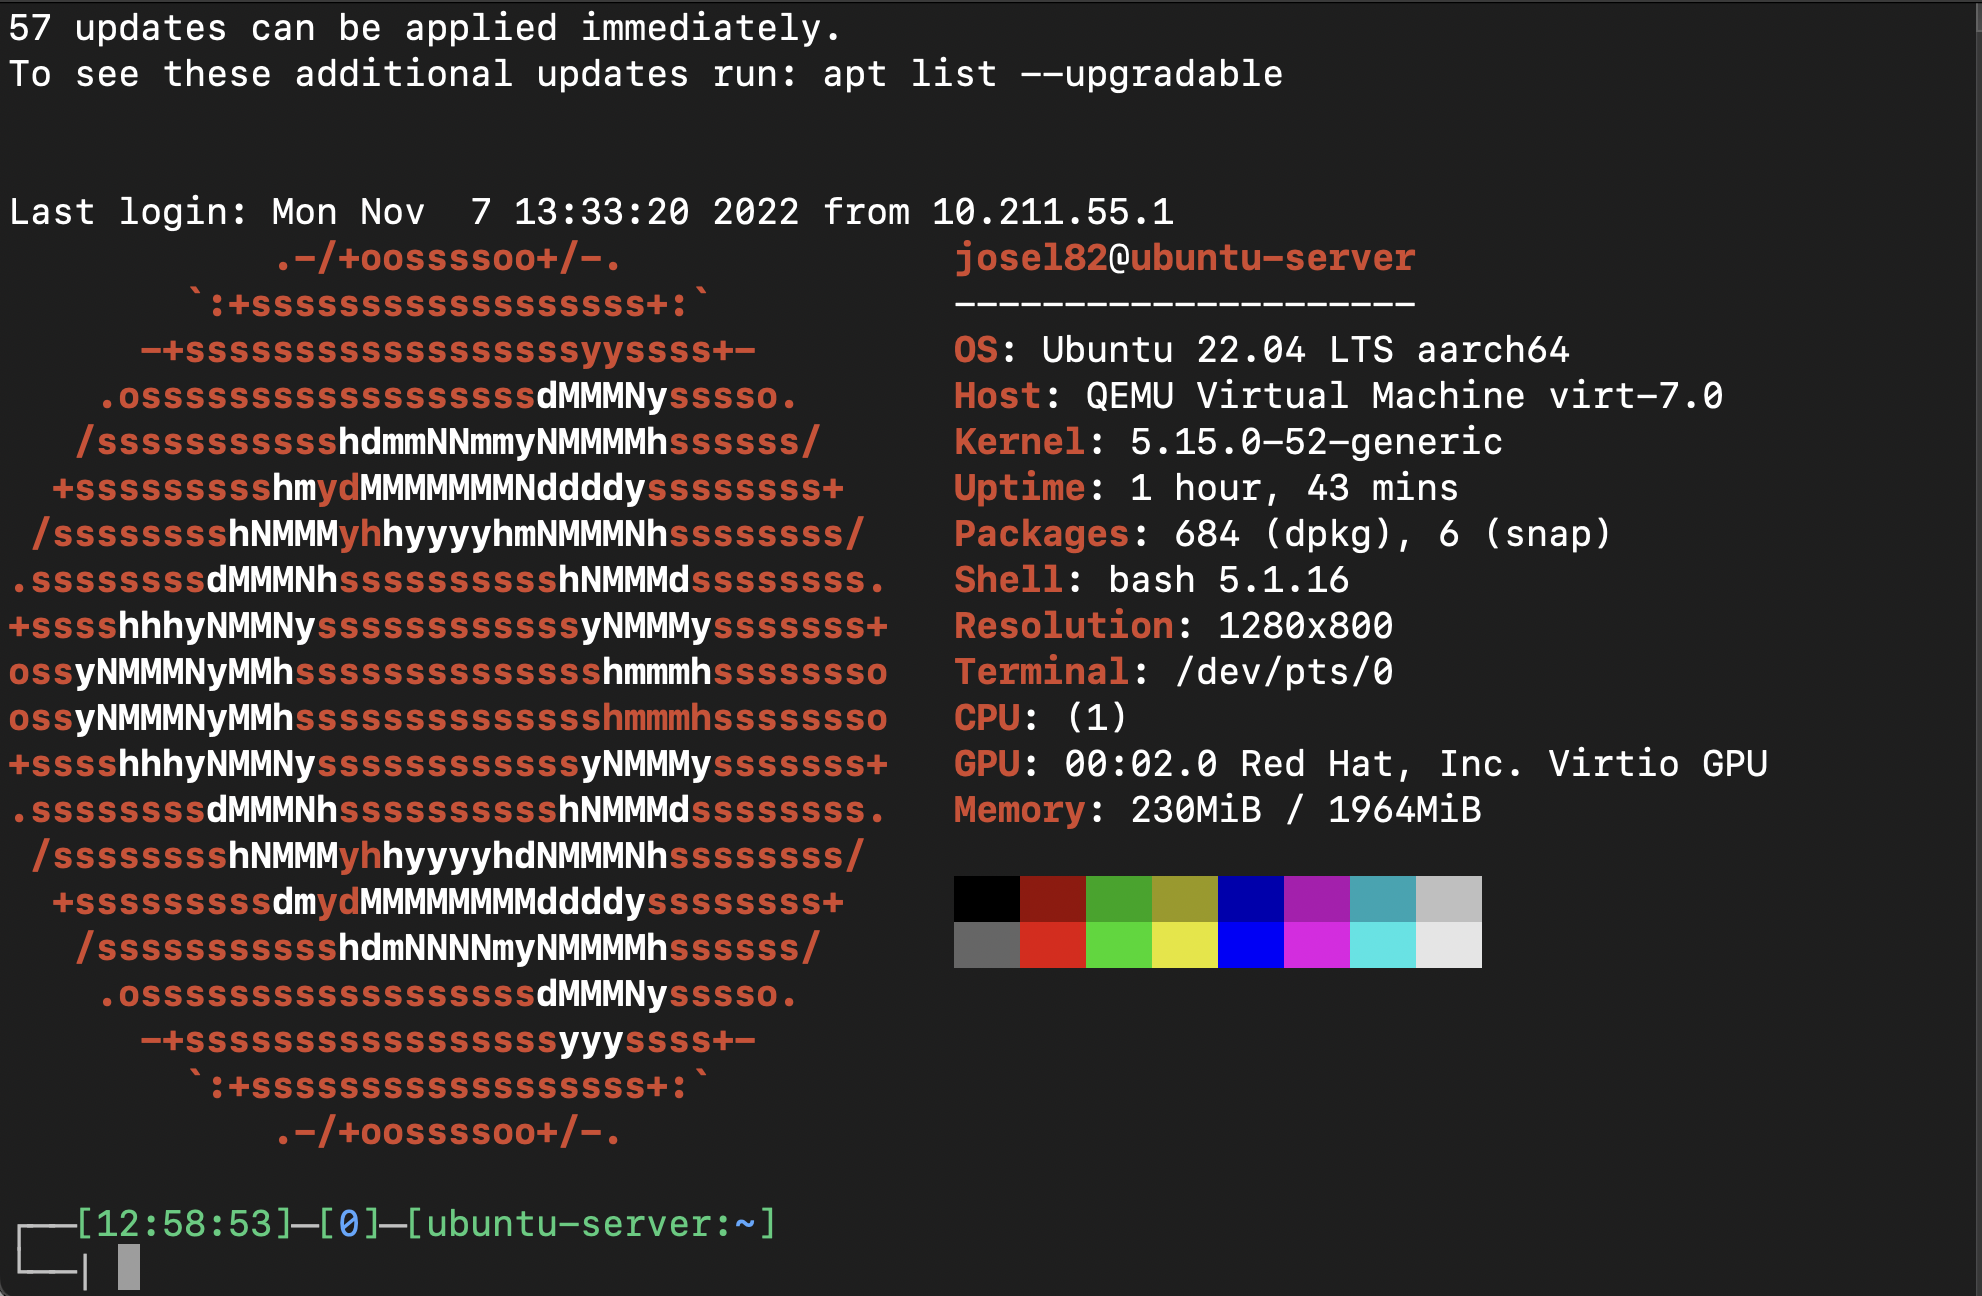 57 updates can be applied immediately.
To see these additional updates run: apt list --upgradable
Last login: Mon Nov  7 13:33:20 2022 from 10.211.55.1
            .-/+oossssoo+/-.               josel82@ubuntu-server
        `:+ssssssssssssssssss+:`           ---------------------
      -+ssssssssssssssssssyyssss+-         OS: Ubuntu 22.04 LTS aarch64
    .ossssssssssssssssssdMMMNysssso.       Host: QEMU Virtual Machine virt-7.0
   /ssssssssssshdmmNNmmyNMMMMhssssss/      Kernel: 5.15.0-52-generic
  +ssssssssshmydMMMMMMMNddddyssssssss+     Uptime: 1 hour, 43 mins
 /sssssssshNMMMyhhyyyyhmNMMMNhssssssss/    Packages: 684 (dpkg), 6 (snap)
.ssssssssdMMMNhsssssssssshNMMMdssssssss.   Shell: bash 5.1.16
+sssshhhyNMMNyssssssssssssyNMMMysssssss+   Resolution: 1280x800
ossyNMMMNyMMhsssssssssssssshmmmhssssssso   Terminal: /dev/pts/0
ossyNMMMNyMMhsssssssssssssshmmmhssssssso   CPU: (1)
+sssshhhyNMMNyssssssssssssyNMMMysssssss+   GPU: 00:02.0 Red Hat, Inc. Virtio GPU
.ssssssssdMMMNhsssssssssshNMMMdssssssss.   Memory: 230MiB / 1964MiB
 /sssssssshNMMMyhhyyyyhdNMMMNhssssssss/
  +sssssssssdmydMMMMMMMMddddyssssssss+
   /ssssssssssshdmNNNNmyNMMMMhssssss/
    .ossssssssssssssssssdMMMNysssso.
      -+sssssssssssssssssyyyssss+-
        `:+ssssssssssssssssss+:`
            .-/+oossssoo+/-.
┌──[12:58:53]─[0]─[ubuntu-server:~]
└──|